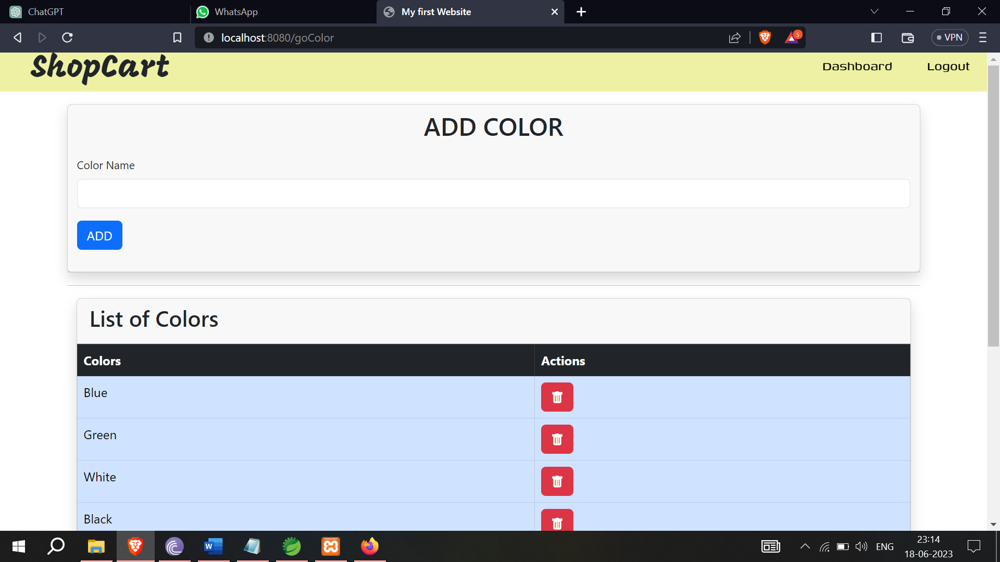 ChatGPT
WhatsApp
My first Website
localhost:8080/goColor
5
VPN
ShopCart
Dashboard
Logout
ADD COLOR
Color Name
ADD
List of Colors
Colors
Actions
Blue
Green
White
Black
W
ENG
23:14
18-06-2023